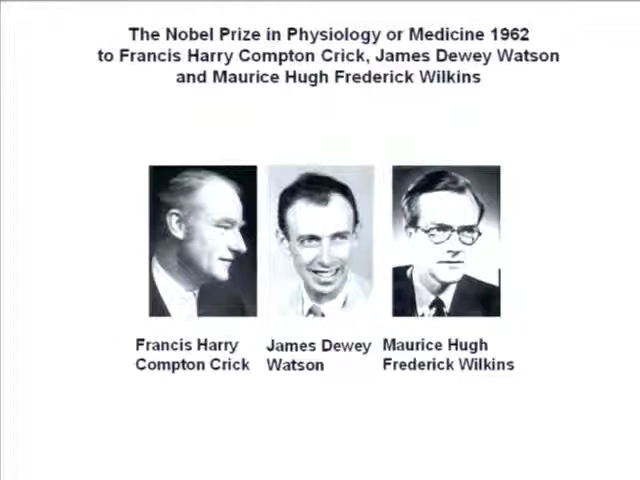 The Nobel Prize in Physiology or Medicine 1962
to Francis Harry Compton Crick, James Dewey Watson
and Maurice Hugh Frederick Wilkins
Francis Harry
Compton Crick
James Dewey
Watson
Maurice Hugh
Frederick Wilkins